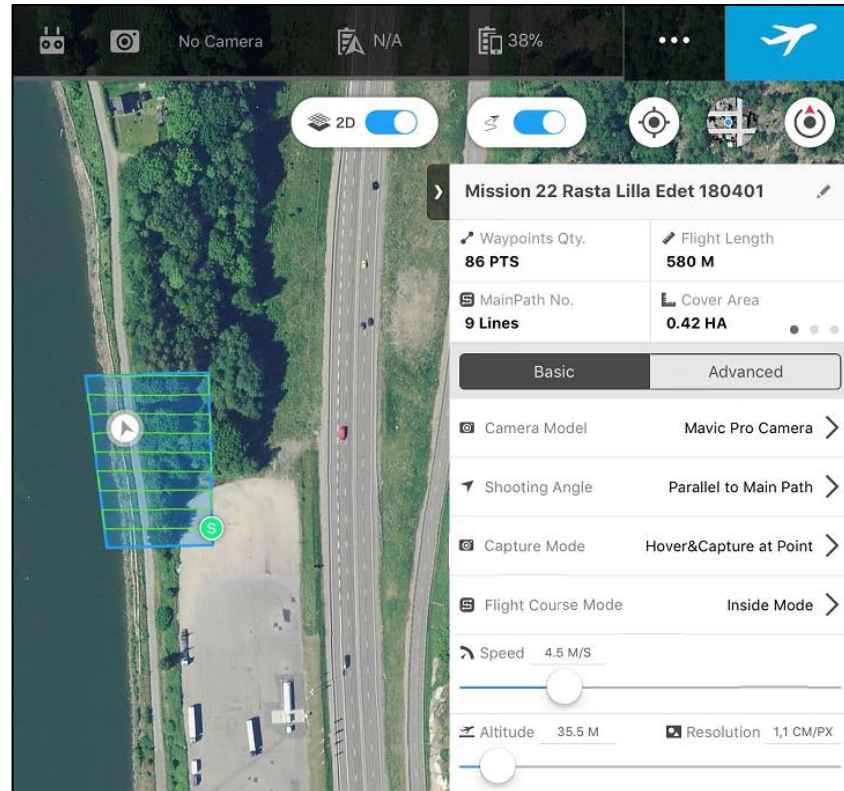 No Camera N/A 38%
2D
Mission 22 Rasta Lilla Edet 180401
Waypoints Qty. Flight Length
86 PTS 580 M
MainPath No. Cover Area
9 Lines 0.42 HA
Basic Advanced
Camera Model Mavic Pro Camera
Shooting Angle Parallel to Main Path
Capture Mode Hover&Capture at Point
Flight Course Mode Inside Mode
Speed 4.5 M/S
Altitude 35.5 M Resolution 1,1 CM/PX
S